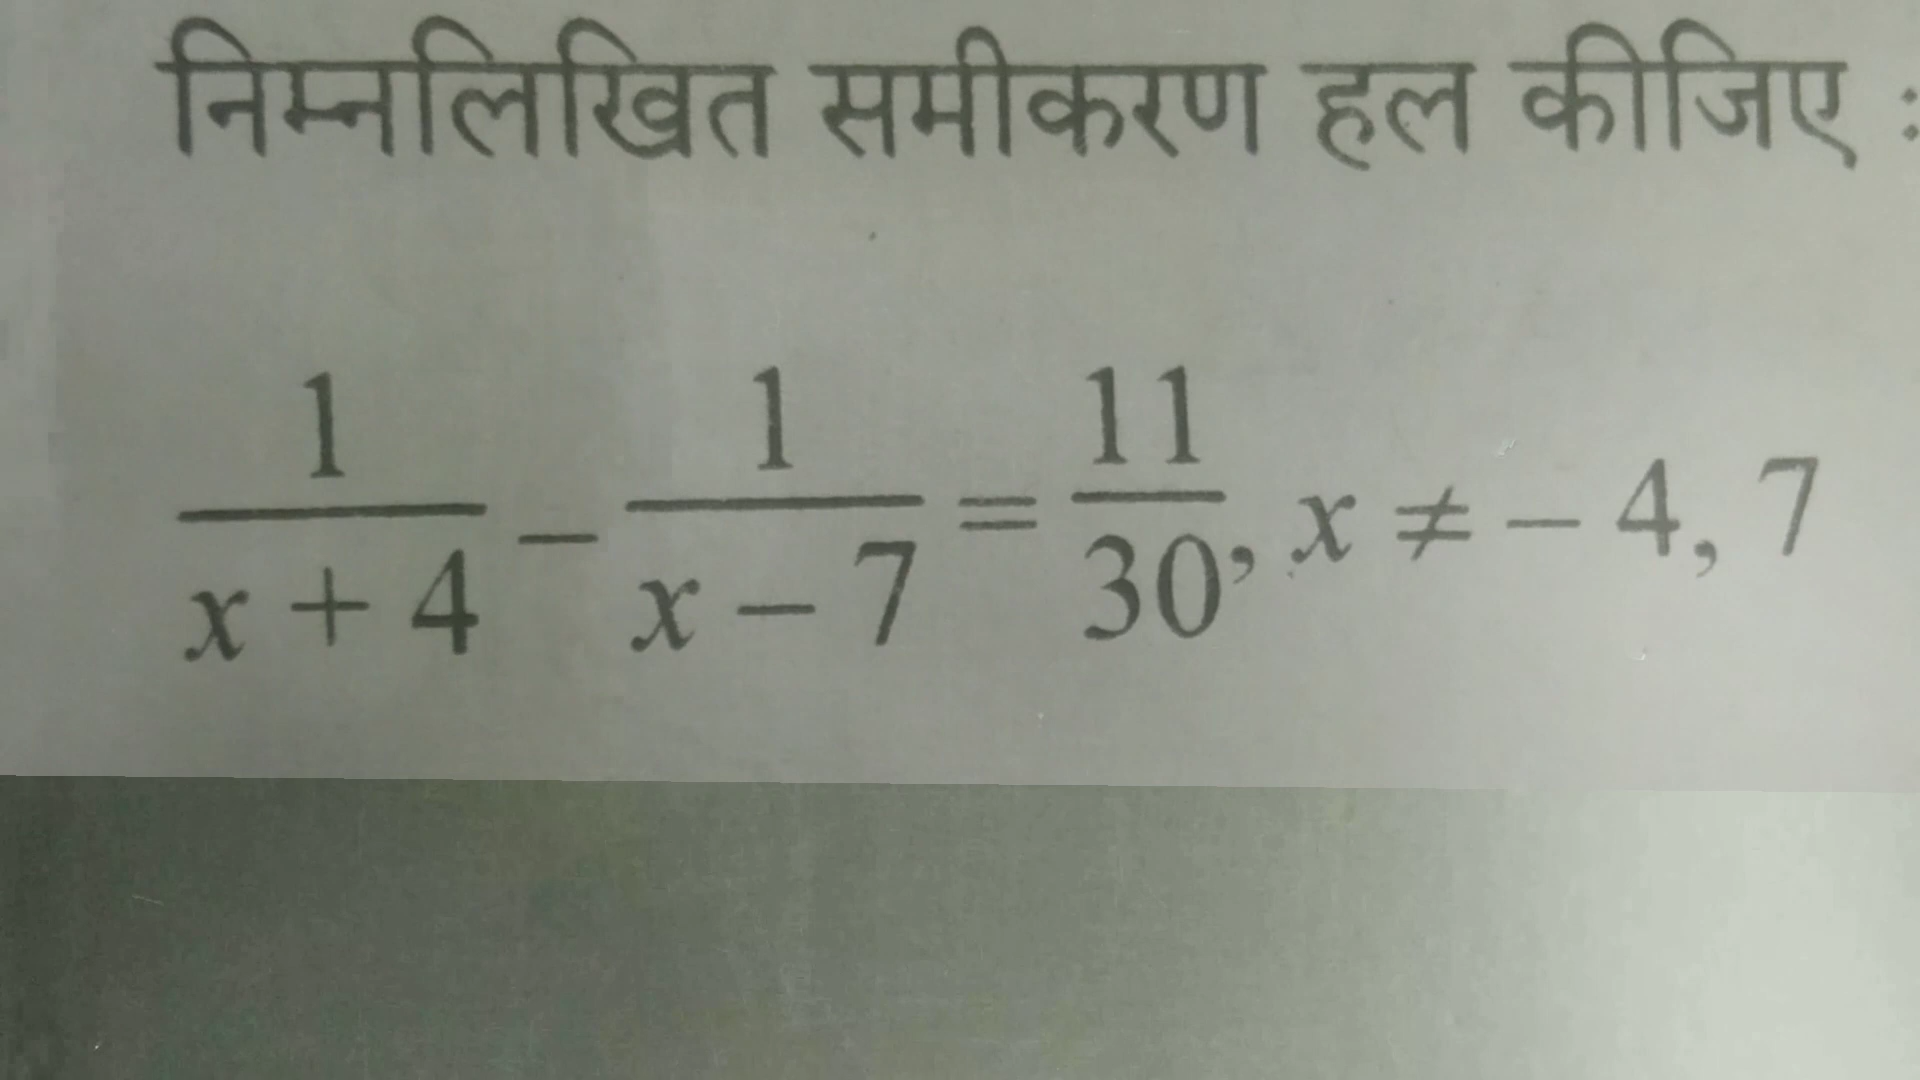 निम्नलिखित समीकरण हल कीजिए :
1/(x + 4) − 1/(x − 7) = 11/30, x ≠ − 4, 7